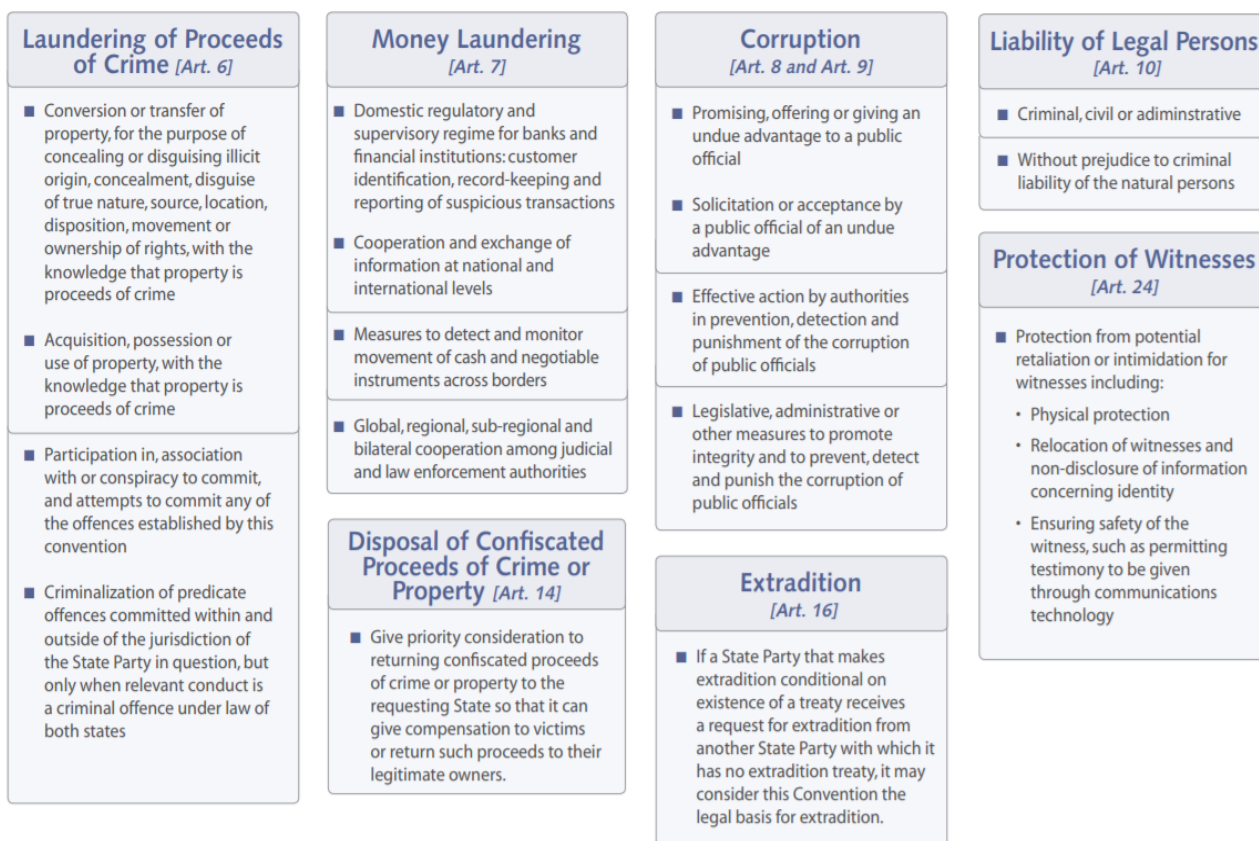 Laundering of Proceeds
of Crime [Art. 6]
■ Conversion or transfer of
property, for the purpose of
concealing or disguising illicit
origin, concealment, disguise
of true nature, source, location,
disposition, movement or
ownership of rights, with the
knowledge that property is
proceeds of crime
■ Acquisition, possession or
use of property, with the
knowledge that property is
proceeds of crime
■ Participation in, association
with or conspiracy to commit,
and attempts to commit any of
the offences established by this
convention
■ Criminalization of predicate
offences committed within and
outside of the jurisdiction of
the State Party in question, but
only when relevant conduct is
a criminal offence under law of
both states
Money Laundering
[Art. 7]
■ Domestic regulatory and
supervisory regime for banks and
financial institutions: customer
identification, record-keeping and
reporting of suspicious transactions
■ Cooperation and exchange of
information at national and
international levels
■ Measures to detect and monitor
movement of cash and negotiable
instruments across borders
■ Global, regional, sub-regional and
bilateral cooperation among judicial
and law enforcement authorities
Disposal of Confiscated
Proceeds of Crime or
Property [Art. 14]
■ Give priority consideration to
returning confiscated proceeds
of crime or property to the
requesting State so that it can
give compensation to victims
or return such proceeds to their
legitimate owners.
Corruption
[Art. 8 and Art. 9]
■ Promising, offering or giving an
undue advantage to a public
official
■ Solicitation or acceptance by
a public official of an undue
advantage
■ Effective action by authorities
in prevention, detection and
punishment of the corruption
of public officials
■ Legislative, administrative or
other measures to promote
integrity and to prevent, detect
and punish the corruption of
public officials
Extradition
[Art. 16]
■ If a State Party that makes
extradition conditional on
existence of a treaty receives
a request for extradition from
another State Party with which it
has no extradition treaty, it may
consider this Convention the
legal basis for extradition.
Liability of Legal Persons
[Art. 10]
■ Criminal, civil or adiminstrative
■ Without prejudice to criminal
liability of the natural persons
Protection of Witnesses
[Art. 24]
■ Protection from potential
retaliation or intimidation for
witnesses including:
• Physical protection
• Relocation of witnesses and
non-disclosure of information
concerning identity
• Ensuring safety of the
witness, such as permitting
testimony to be given
through communications
technology